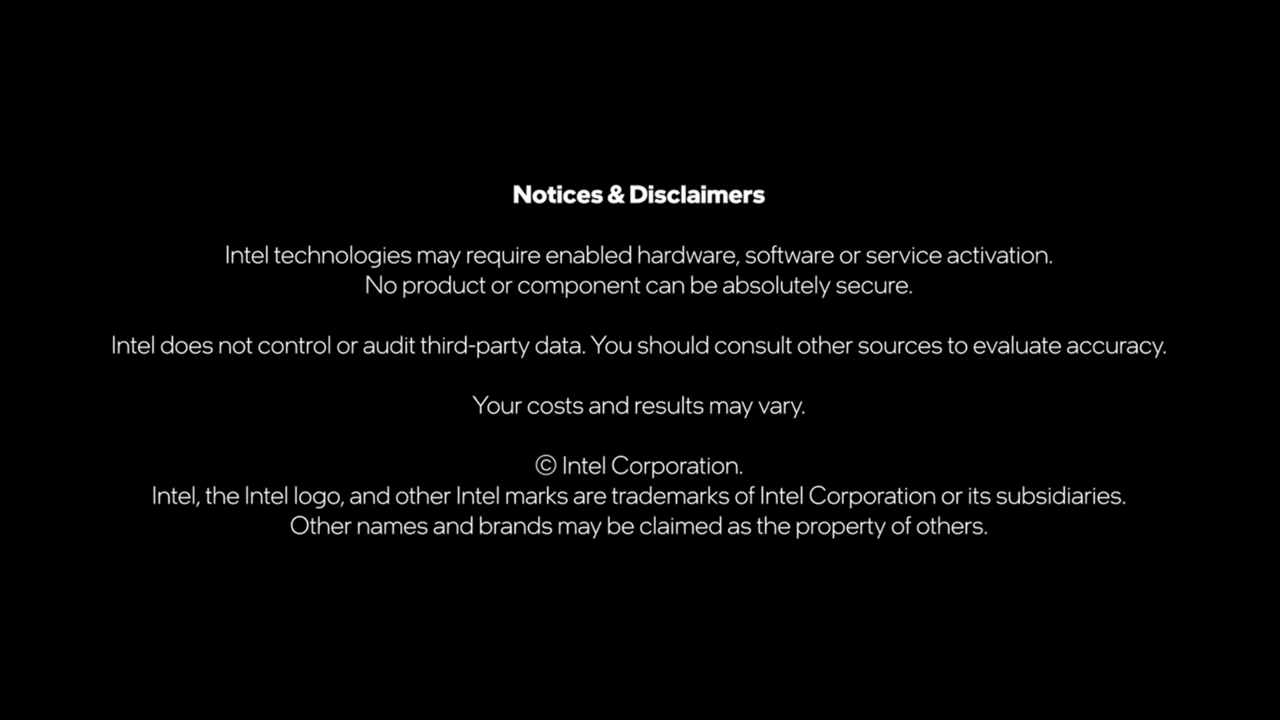 Notices & Disclaimers
Intel technologies may require enabled hardware, software or service activation.
No product or component can be absolutely secure.
Intel does not control or audit third-party data. You should consult other sources to evaluate accuracy.
Your costs and results may vary.
© Intel Corporation.
Intel, the Intel logo, and other Intel marks are trademarks of Intel Corporation or its subsidiaries.
Other names and brands may be claimed as the property of others.